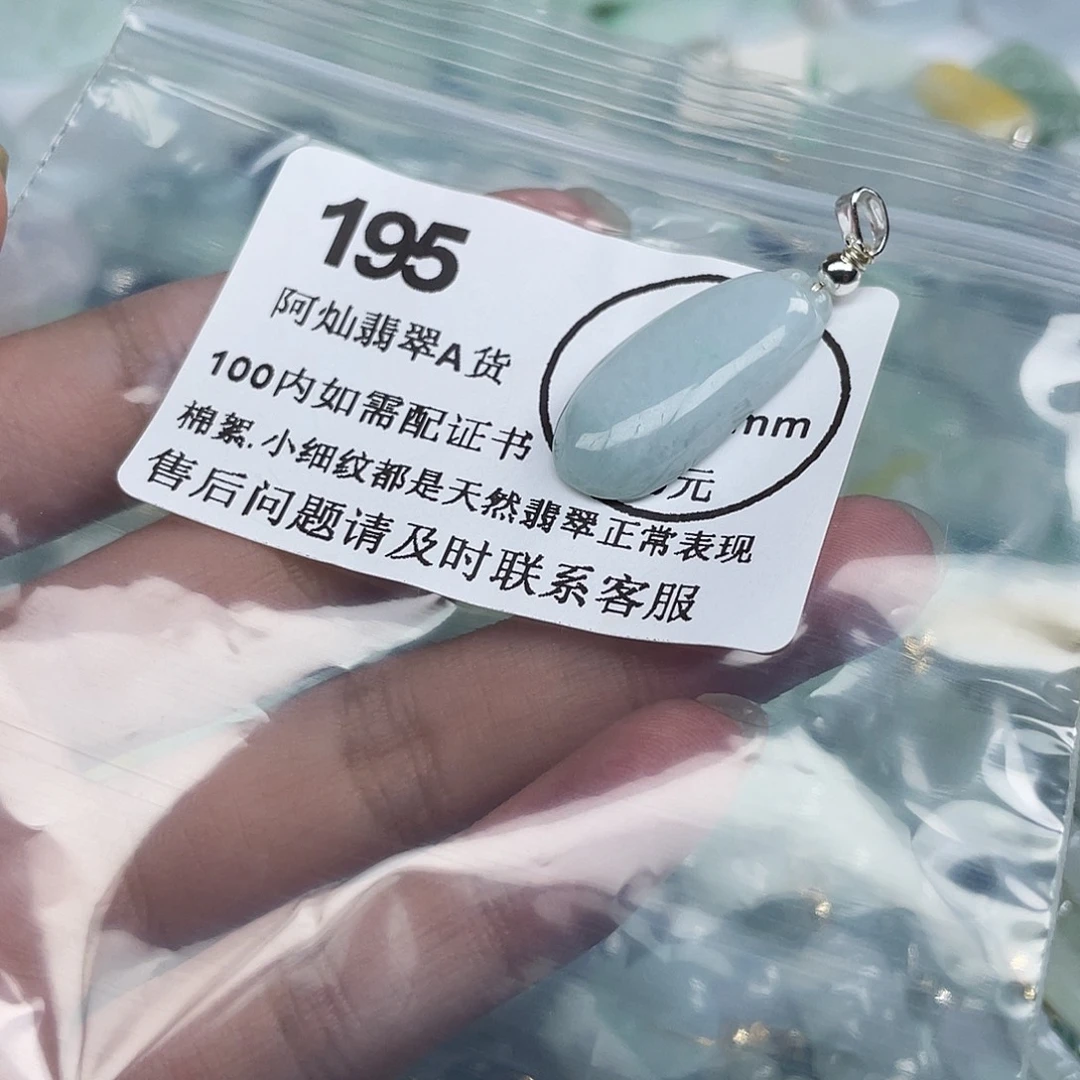 195
阿灿翡翠A货
100内如需配证书
mm
元
棉絮.小细纹都是天然翡翠正常表现
售后问题请及时联系客服